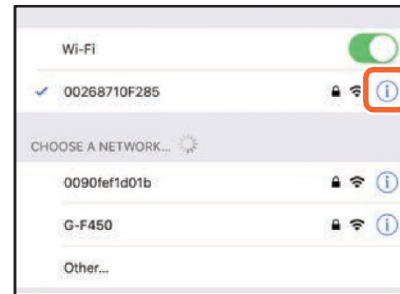 Wi-Fi
00268710F285
CHOOSE A NETWORK...
0090fef1d01b
G-F450
Other...